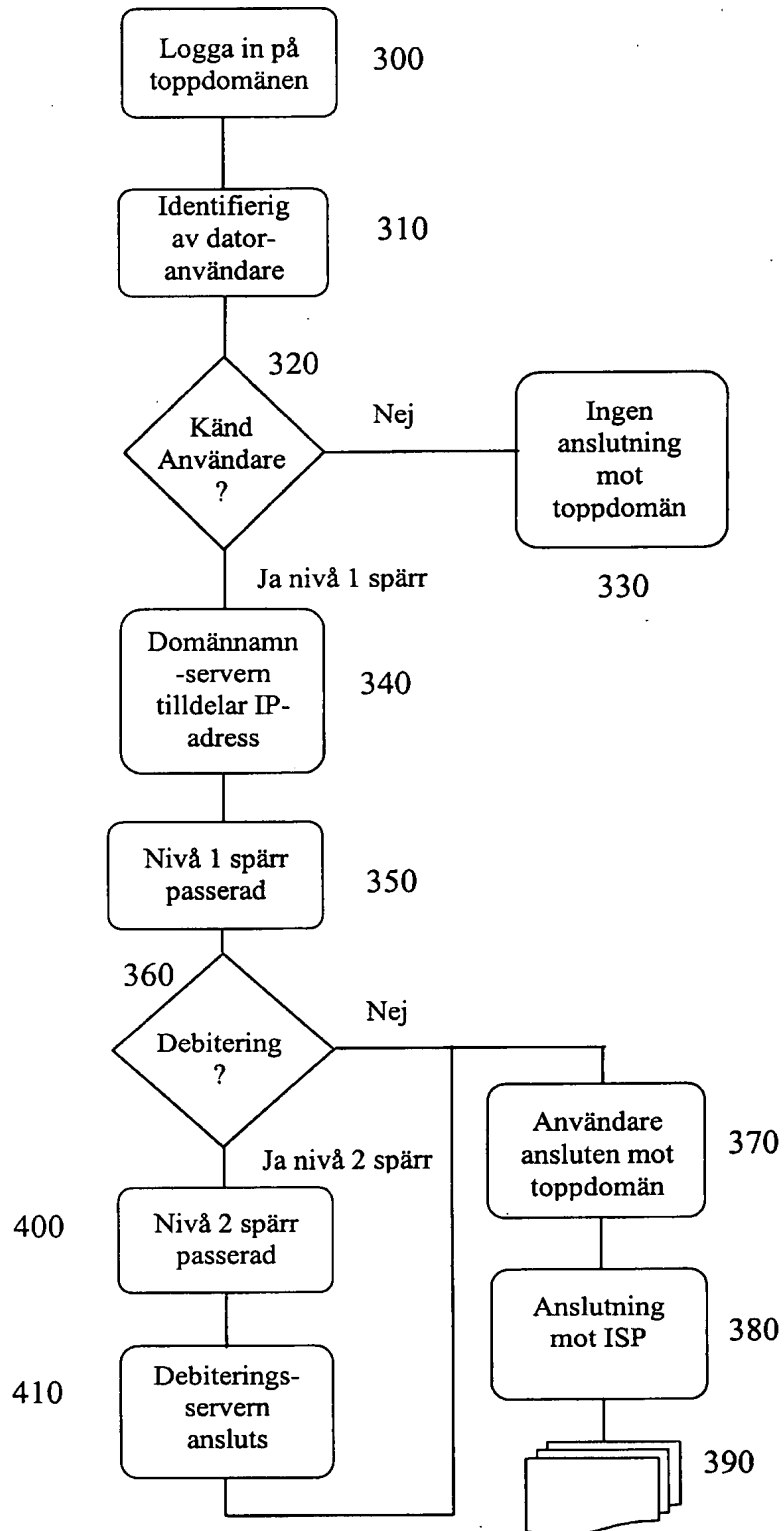 Logga in på
toppdomänen
300
Identifierig
av dator-
användare
310
320
Känd
Användare
?
Nej
Ingen
anslutning
mot
toppdomän
330
Ja nivå 1 spärr
Domännamn
-servern
tilldelar IP-
adress
340
Nivå 1 spärr
passerad
350
360
Debitering
?
Nej
Ja nivå 2 spärr
Användare
ansluten mot
toppdomän
370
400
Nivå 2 spärr
passerad
Anslutning
mot ISP
380
410
Debiterings-
servern
ansluts
390